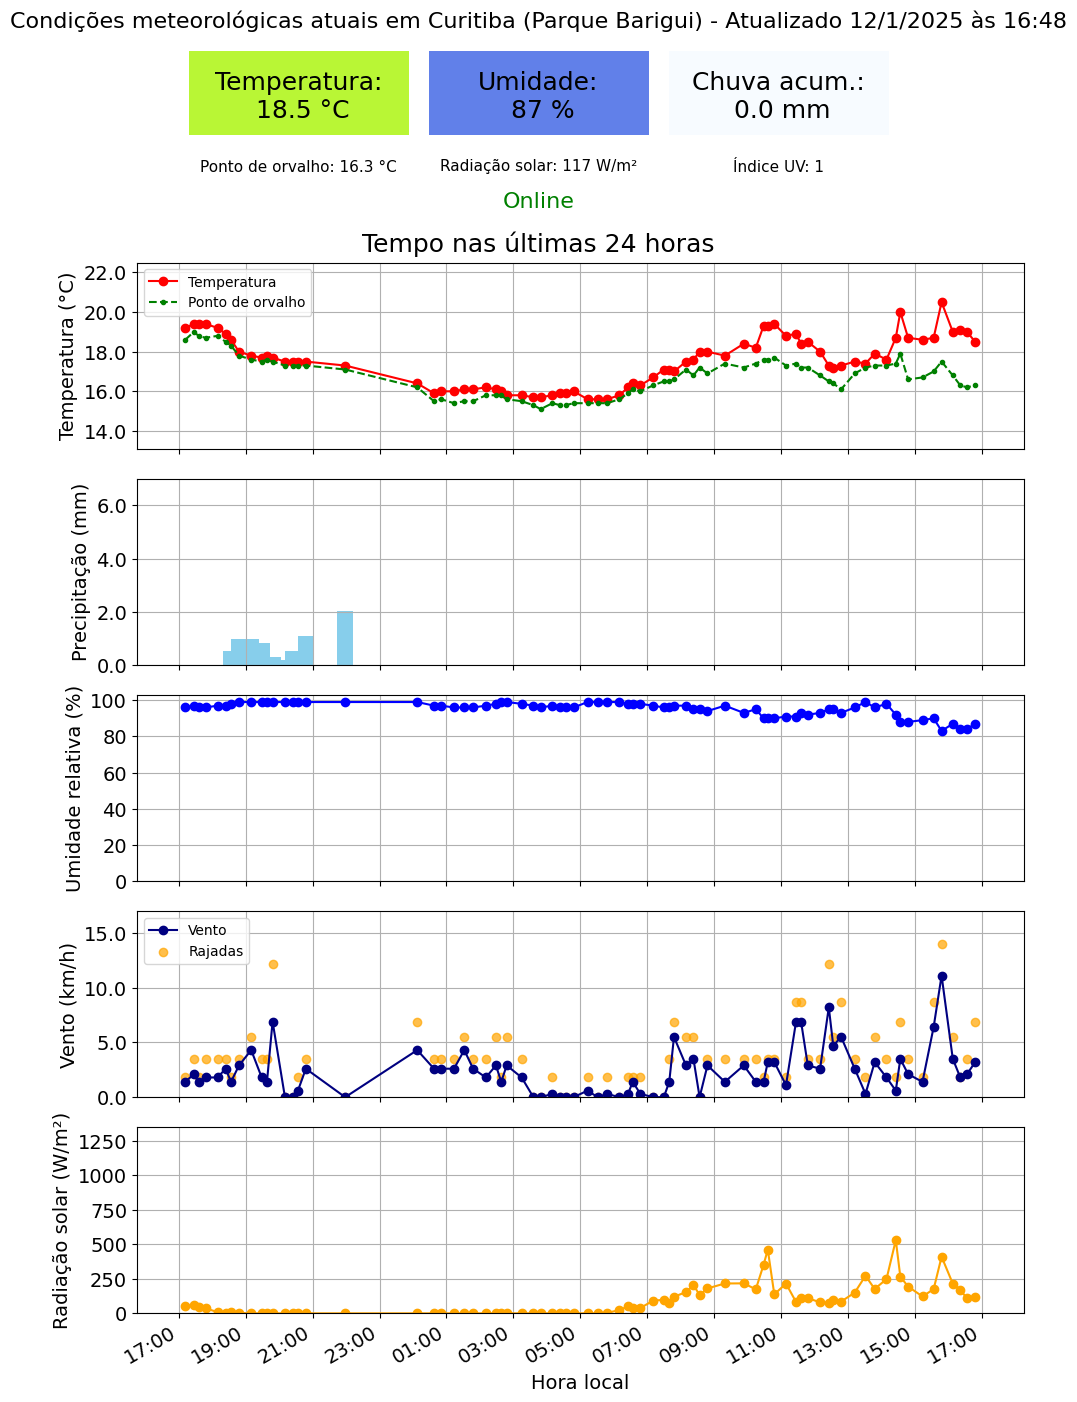 Condições meteorológicas atuais em Curitiba (Parque Barigui) - Atualizado 12/1/2025 às 16:48
Temperatura:
18.5 °C
Umidade:
87 %
Chuva acum.:
0.0 mm
Ponto de orvalho: 16.3 °C
Radiação solar: 117 W/m²
Índice UV: 1
Online
Tempo nas últimas 24 horas
Temperatura (°C)
22.0
20.0
18.0
16.0
14.0
Temperatura
Ponto de orvalho
Precipitação (mm)
6.0
4.0
2.0
0.0
Umidade relativa (%)
100
80
60
40
20
0
Vento (km/h)
15.0
10.0
5.0
0.0
Vento
Rajadas
Radiação solar (W/m²)
1250
1000
750
500
250
0
17:00
19:00
21:00
23:00
01:00
03:00
05:00
07:00
09:00
11:00
13:00
15:00
17:00
Hora local